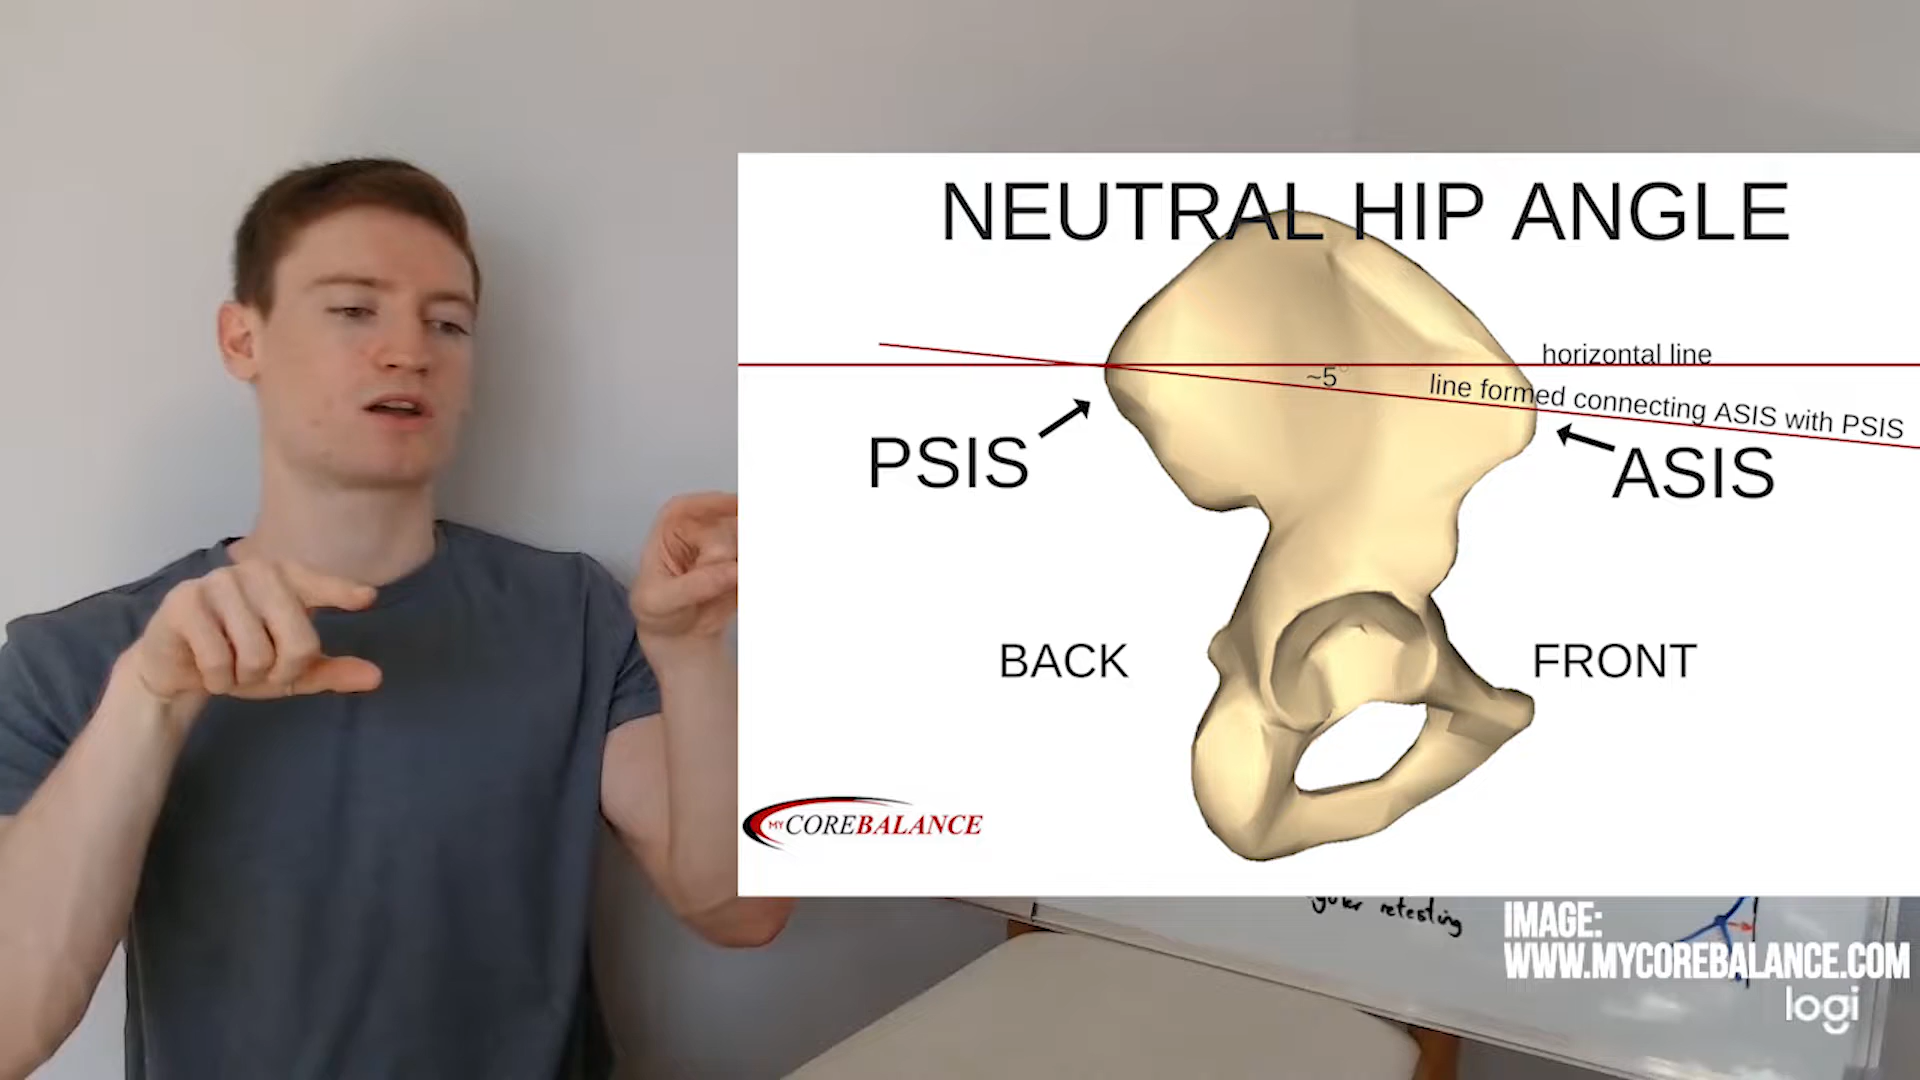 NEUTRAL HIP ANGLE
horizontal line
~5°
line formed connecting ASIS with PSIS
PSIS
ASIS
BACK
FRONT
MYCOREBALANCE
retesting
IMAGE:
WWW.MYCOREBALANCE.COM
logi